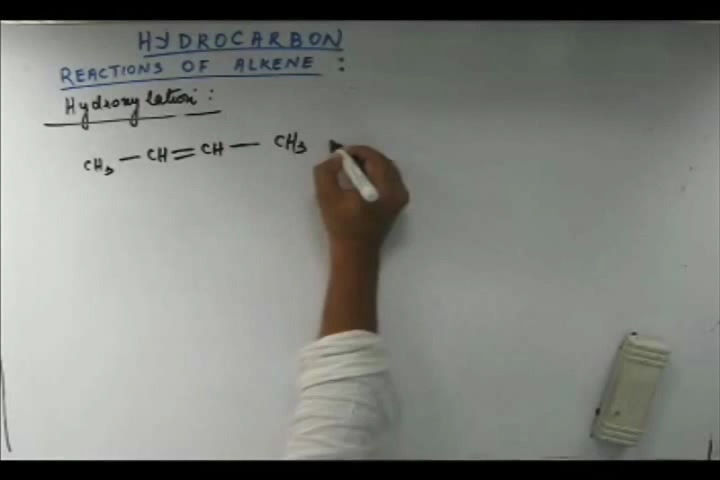 HYDROCARBON
REACTIONS OF ALKENE :
Hydroxylation :
CH₃ — CH = CH — CH₃